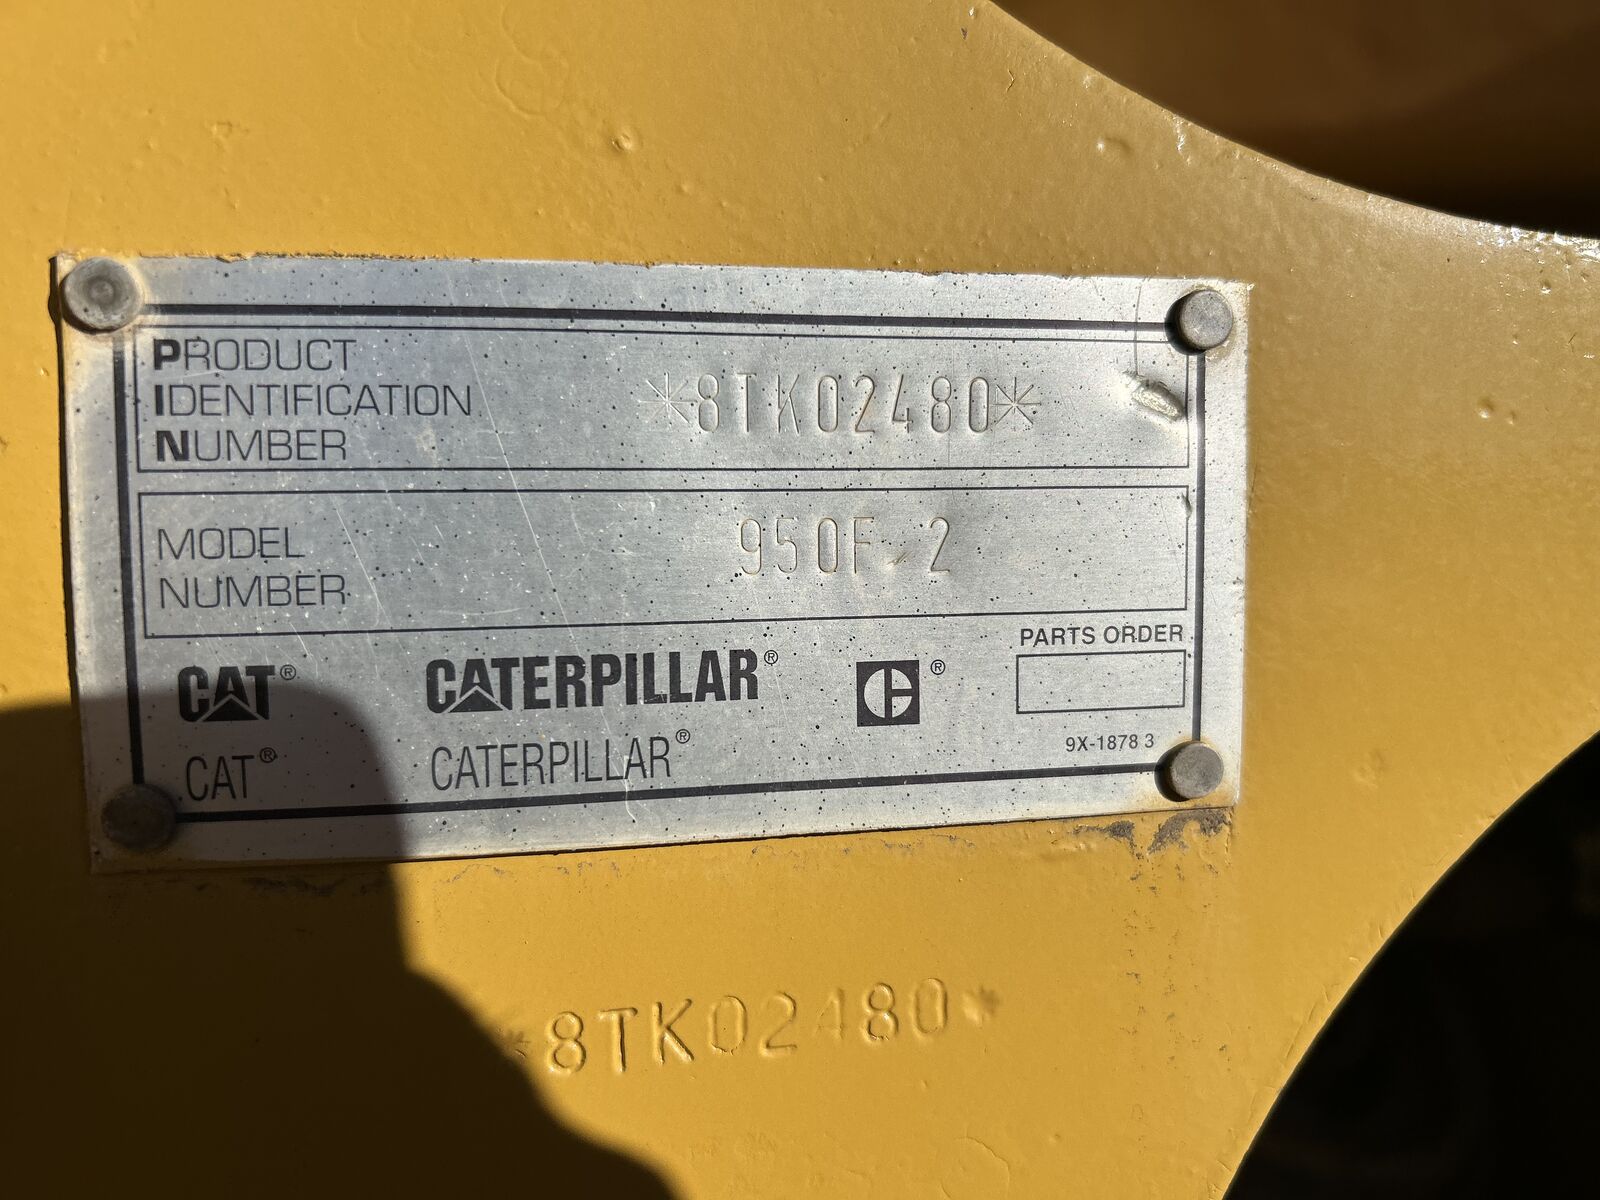 PRODUCT
IDENTIFICATION
NUMBER
*8TK02480*
MODEL
NUMBER
950F 2
PARTS ORDER
CAT® CATERPILLAR® ®
CAT® CATERPILLAR®
9X-1878 3
*8TK02480*